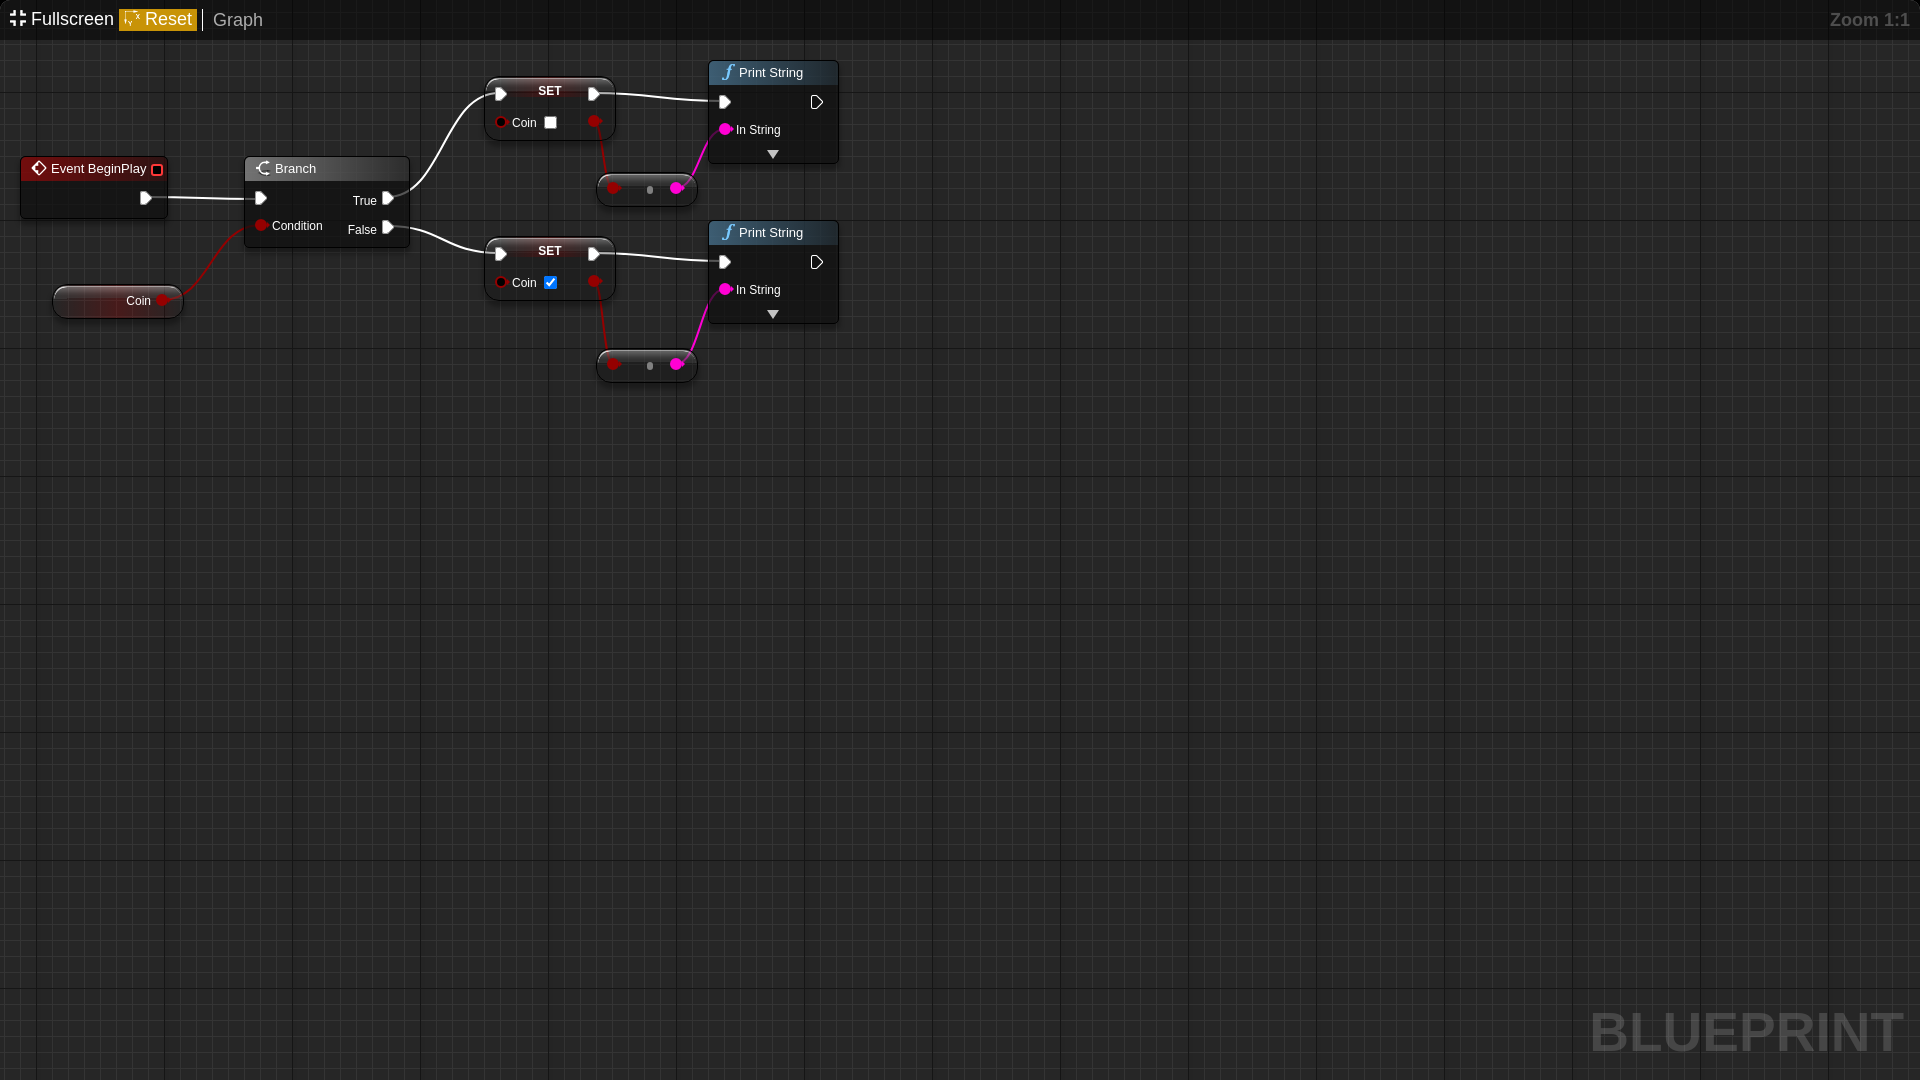 Fullscreen Reset Graph Zoom 1:1
Event BeginPlay
Branch
True
Condition
False
Coin
SET
Coin
Print String
In String
SET
Coin
Print String
In String
BLUEPRINT